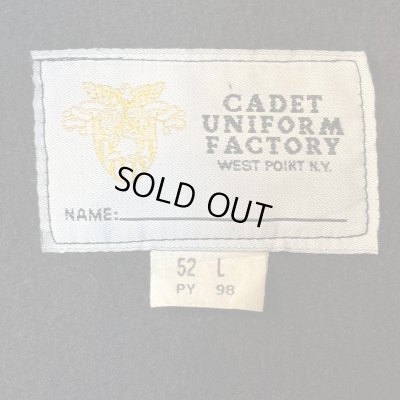 CADET
UNIFORM
FACTORY
WEST POINT N.Y.
SOLD OUT
NAME:
52 L
PY 98